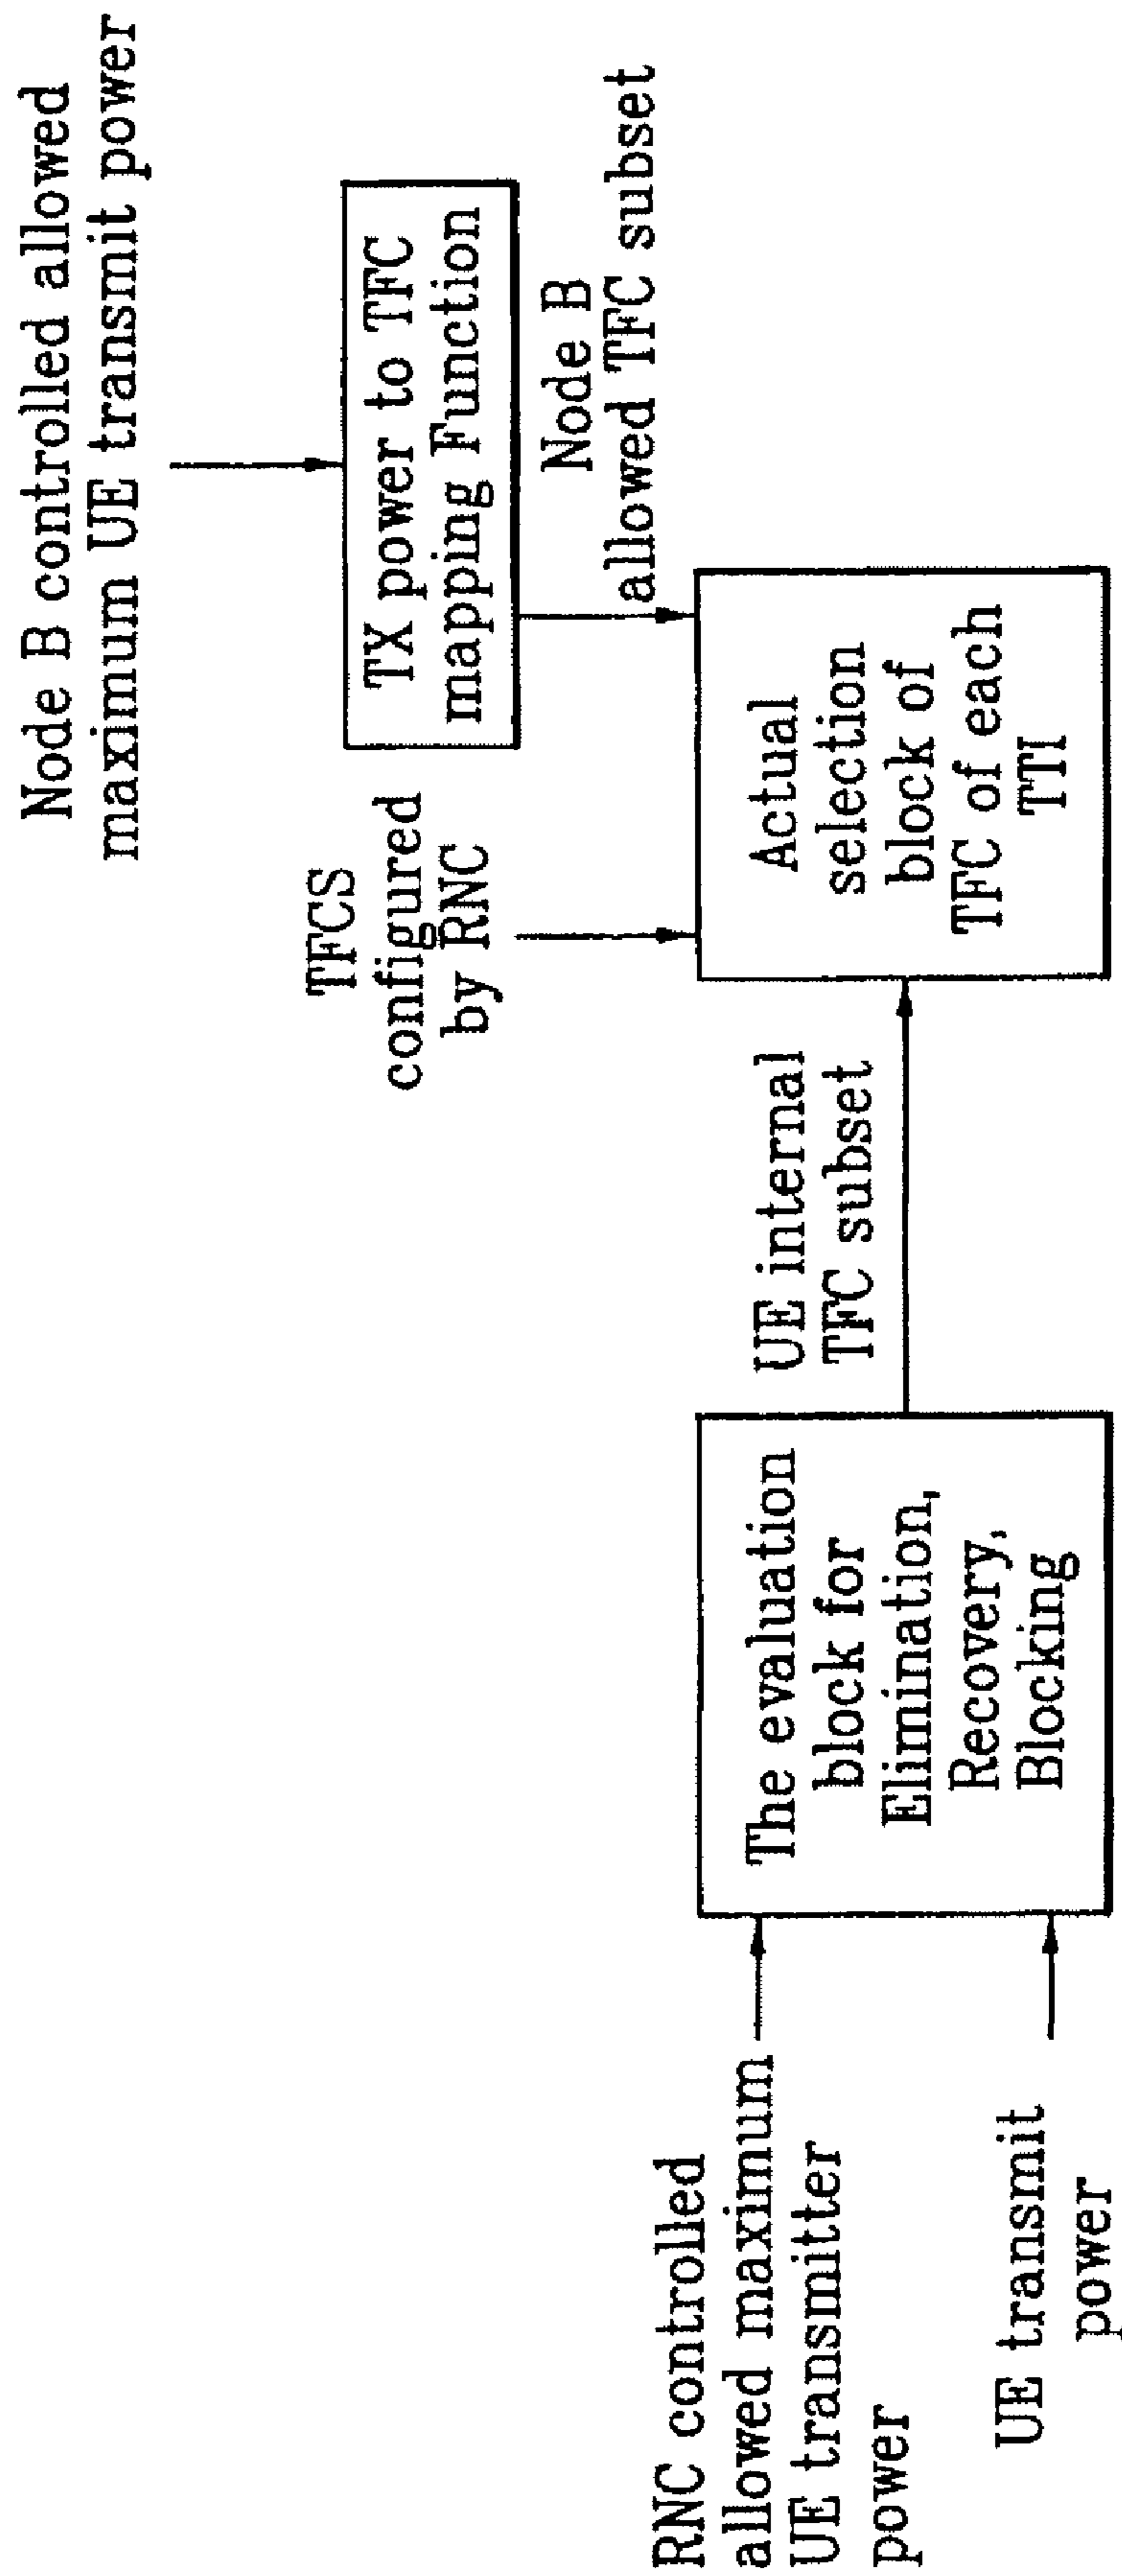 Node B controlled allowed
maximum UE transmit power
TX power to TFC
mapping Function
TFCS
configured
by RNC
Node B
allowed TFC subset
RNC controlled
allowed maximum
UE transmitter
power
UE transmit
power
The evaluation
block for
Elimination,
Recovery,
Blocking
UE internal
TFC subset
Actual
selection
block of
TFC of each
TTI